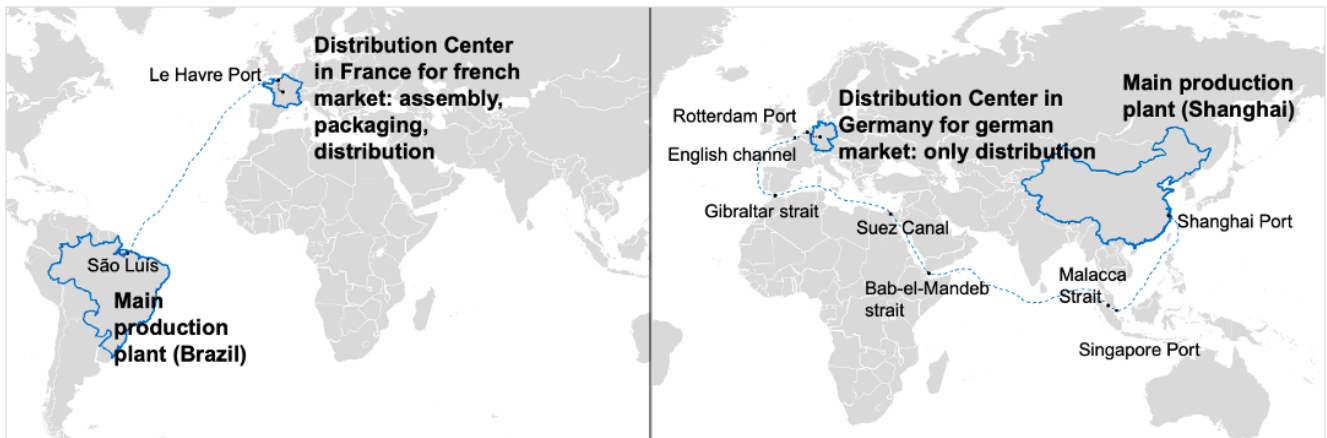 Le Havre Port
Distribution Center
in France for french
market: assembly,
packaging,
distribution
São Luís
Main
production
plant (Brazil)
Rotterdam Port
English channel
Distribution Center in
Germany for german
market: only distribution
Main production
plant (Shanghai)
Gibraltar strait
Suez Canal
Shanghai Port
Bab-el-Mandeb
strait
Malacca
Strait
Singapore Port